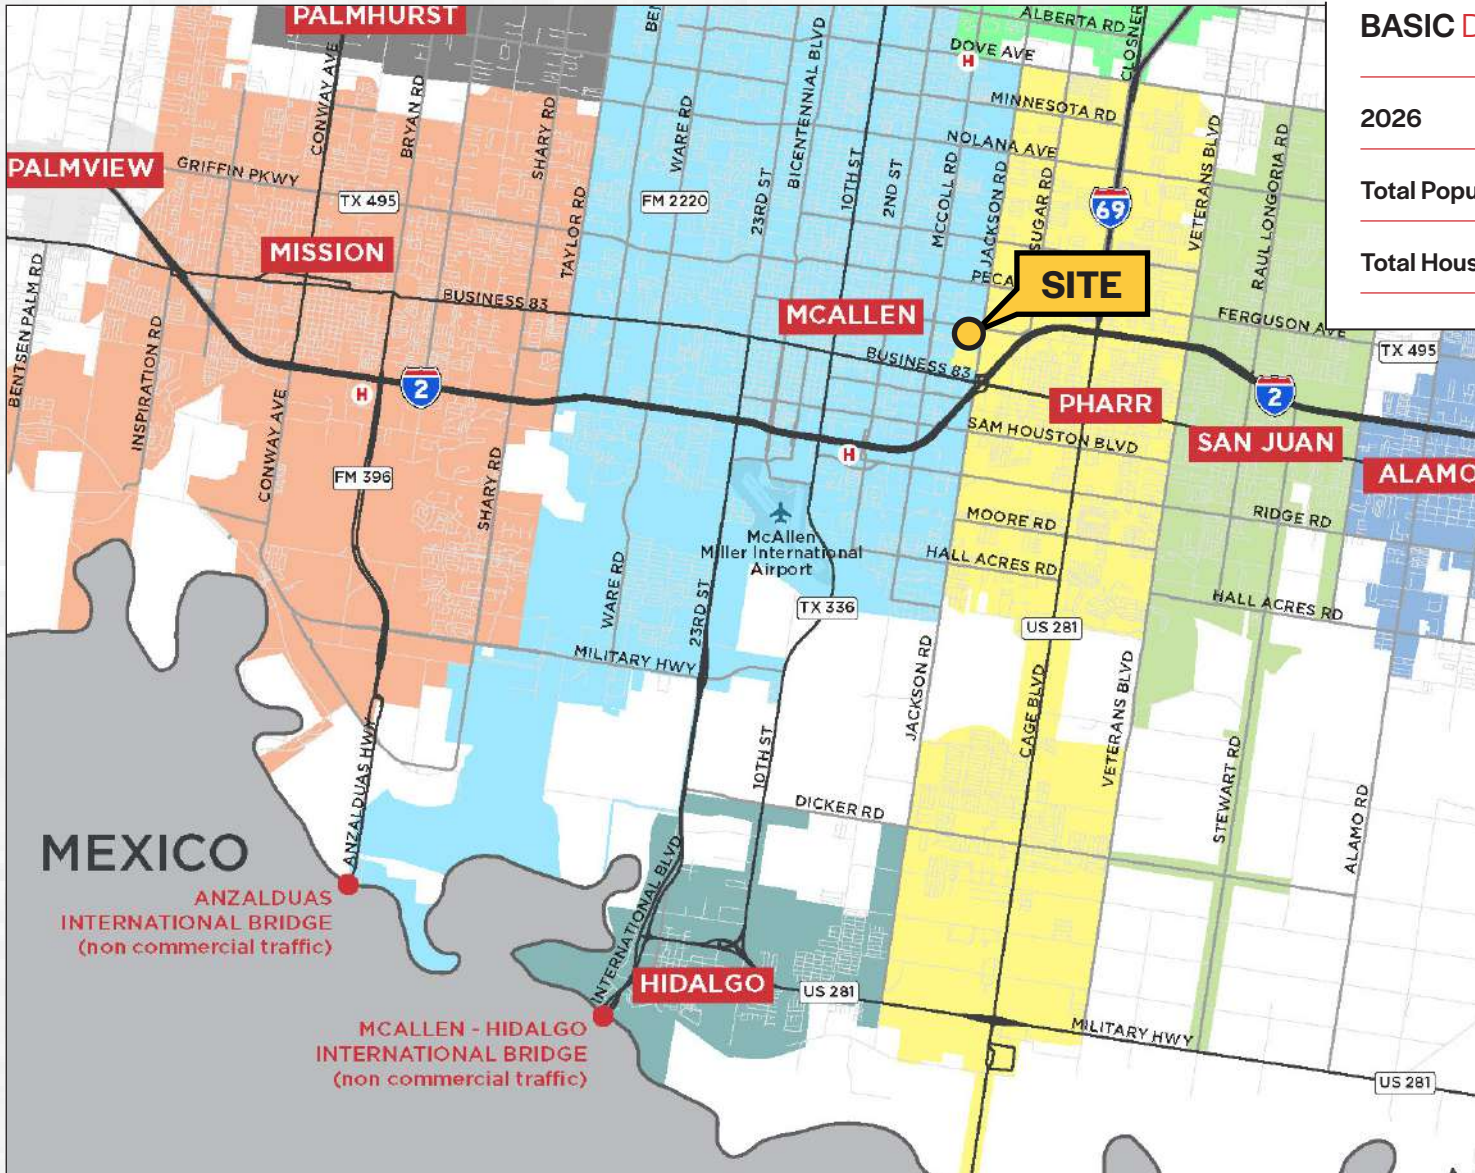 PALMHURST
ALBERTA RD
CLOSNER
DOVE AVE
H
BASIC D
2026
Total Popu
Total Hous
CONWAY AVE
BRYAN RD
SHARY RD
WARE RD
BICENTENNIAL BLVD
MINNESOTA RD
NOLANA AVE
PALMVIEW
GRIFFIN PKWY
TX 495
TAYLOR RD
FM 2220
23RD ST
10TH ST
2ND ST
MCCOLL RD
JACKSON RD
SUGAR RD
69
VETERANS BLVD
RAUL LONGORIA RD
MISSION
BUSINESS 83
PECA
SITE
MCALLEN
FERGUSON AVE
TX 495
BUSINESS 83
BENTSEN PALM RD
INSPIRATION RD
CONWAY AVE
H
2
PHARR
2
SAM HOUSTON BLVD
SAN JUAN
H
FM 396
SHARY RD
ALAMO
MOORE RD
RIDGE RD
McAllen
Miller International
Airport
HALL ACRES RD
WARE RD
23RD ST
TX 336
HALL ACRES RD
US 281
MILITARY HWY
JACKSON RD
CAGE BLVD
VETERANS BLVD
ANZALDUAS HWY
10TH ST
STEWART RD
ALAMO RD
DICKER RD
MEXICO
ANZALDUAS
INTERNATIONAL BRIDGE
(non commercial traffic)
INTERNATIONAL BLVD
HIDALGO
US 281
MCALLEN - HIDALGO
INTERNATIONAL BRIDGE
(non commercial traffic)
MILITARY HWY
US 281